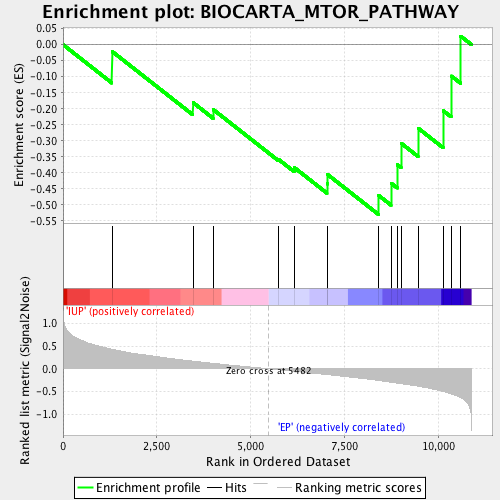 Enrichment plot: BIOCARTA_MTOR_PATHWAY
Enrichment score (ES)
0.05
0.00
-0.05
-0.10
-0.15
-0.20
-0.25
-0.30
-0.35
-0.40
-0.45
-0.50
-0.55
'IUP' (positively correlated)
Ranked list metric (Signal2Noise)
1.0
0.5
0.0
-0.5
-1.0
Zero cross at 5482
'EP' (negatively correlated)
0 2,500 5,000 7,500 10,000
Rank in Ordered Dataset
Enrichment profile Hits Ranking metric scores